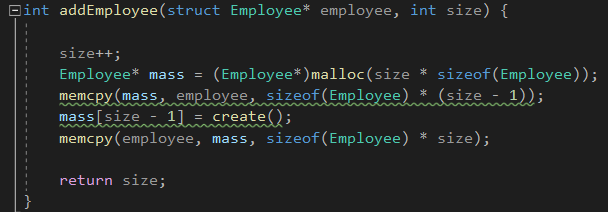 int addEmployee(struct Employee* employee, int size) {
size++;
Employee* mass = (Employee*)malloc(size * sizeof(Employee));
memcpy(mass, employee, sizeof(Employee) * (size - 1));
mass[size - 1] = create();
memcpy(employee, mass, sizeof(Employee) * size);
return size;
}